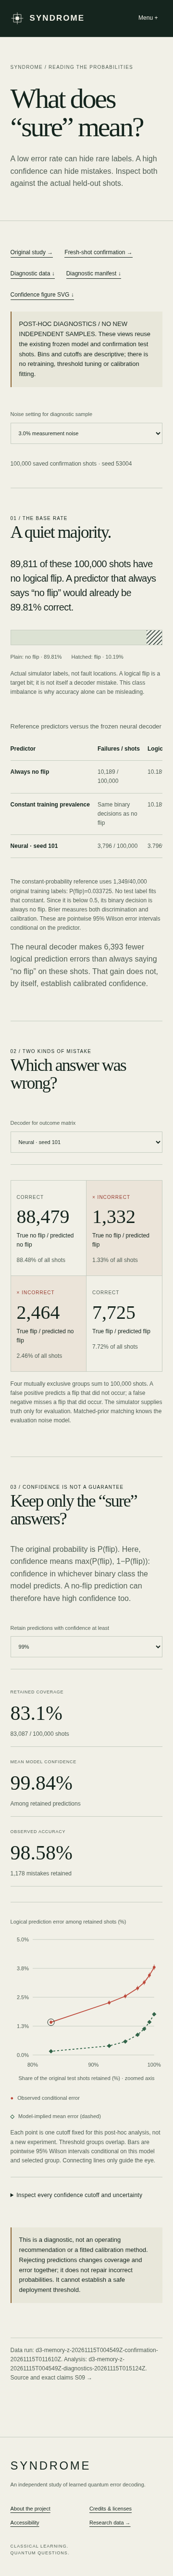 SYNDROME
Menu +
SYNDROME / READING THE PROBABILITIES
What does
“sure” mean?
A low error rate can hide rare labels. A high
confidence can hide mistakes. Inspect both
against the actual held-out shots.
Original study →
Fresh-shot confirmation →
Diagnostic data ↓
Diagnostic manifest ↓
Confidence figure SVG ↓
POST-HOC DIAGNOSTICS / NO NEW
INDEPENDENT SAMPLES. These views reuse
the existing frozen model and confirmation test
shots. Bins and cutoffs are descriptive; there is
no retraining, threshold tuning or calibration
fitting.
Noise setting for diagnostic sample
3.0% measurement noise
100,000 saved confirmation shots · seed 53004
01 / THE BASE RATE
A quiet majority.
89,811 of these 100,000 shots have
no logical flip. A predictor that always
says “no flip” would already be
89.81% correct.
Plain: no flip · 89.81%
Hatched: flip · 10.19%
Actual simulator labels, not fault locations. A logical flip is a
target bit; it is not itself a decoder mistake. This class
imbalance is why accuracy alone can be misleading.
Reference predictors versus the frozen neural decoder
Predictor
Failures / shots
Logic
Always no flip
10,189 /
100,000
10.18
Constant training prevalence
Same binary
decisions as no
flip
10.18
Neural · seed 101
3,796 / 100,000
3.796
The constant-probability reference uses 1,349/40,000
original training labels: P(flip)=0.033725. No test label fits
that constant. Since it is below 0.5, its binary decision is
always no flip. Brier measures both discrimination and
calibration. These are pointwise 95% Wilson error intervals
conditional on the predictor.
The neural decoder makes 6,393 fewer
logical prediction errors than always saying
“no flip” on these shots. That gain does not,
by itself, establish calibrated confidence.
02 / TWO KINDS OF MISTAKE
Which answer was
wrong?
Decoder for outcome matrix
Neural · seed 101
CORRECT
88,479
True no flip / predicted
no flip
88.48% of all shots
× INCORRECT
1,332
True no flip / predicted
flip
1.33% of all shots
× INCORRECT
2,464
True flip / predicted no
flip
2.46% of all shots
CORRECT
7,725
True flip / predicted flip
7.72% of all shots
Four mutually exclusive groups sum to 100,000 shots. A
false positive predicts a flip that did not occur; a false
negative misses a flip that did occur. The simulator supplies
truth only for evaluation. Matched-prior matching knows the
evaluation noise model.
03 / CONFIDENCE IS NOT A GUARANTEE
Keep only the “sure”
answers?
The original probability is P(flip). Here,
confidence means max(P(flip), 1−P(flip)):
confidence in whichever binary class the
model predicts. A no-flip prediction can
therefore have high confidence too.
Retain predictions with confidence at least
99%
RETAINED COVERAGE
83.1%
83,087 / 100,000 shots
MEAN MODEL CONFIDENCE
99.84%
Among retained predictions
OBSERVED ACCURACY
98.58%
1,178 mistakes retained
Logical prediction error among retained shots (%)
5.0%
3.8%
2.5%
1.3%
0.0%
80%
90%
100%
Share of the original test shots retained (%) · zoomed axis
Observed conditional error
Model-implied mean error (dashed)
Each point is one cutoff fixed for this post-hoc analysis, not
a new experiment. Threshold groups overlap. Bars are
pointwise 95% Wilson intervals conditional on this model
and selected group. Connecting lines only guide the eye.
Inspect every confidence cutoff and uncertainty
This is a diagnostic, not an operating
recommendation or a fitted calibration method.
Rejecting predictions changes coverage and
error together; it does not repair incorrect
predictions. It cannot establish a safe
deployment threshold.
Data run: d3-memory-z-20261115T004549Z-confirmation-
20261115T011610Z. Analysis: d3-memory-z-
20261115T004549Z-diagnostics-20261115T015124Z.
Source and exact claims S09 →
SYNDROME
An independent study of learned quantum error decoding.
About the project
Credits & licenses
Accessibility
Research data →
CLASSICAL LEARNING.
QUANTUM QUESTIONS.